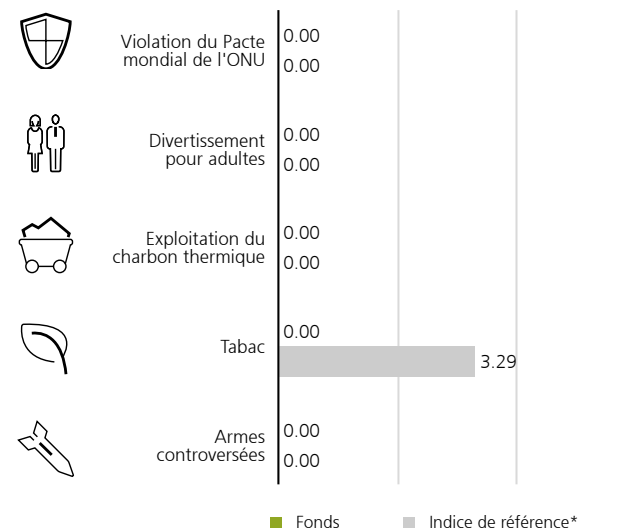 Violation du Pacte
mondial de l'ONU
0.00
0.00
Divertissement
pour adultes
0.00
0.00
Exploitation du
charbon thermique
0.00
0.00
Tabac
0.00
3.29
Armes
controversées
0.00
0.00
Fonds
Indice de référence*